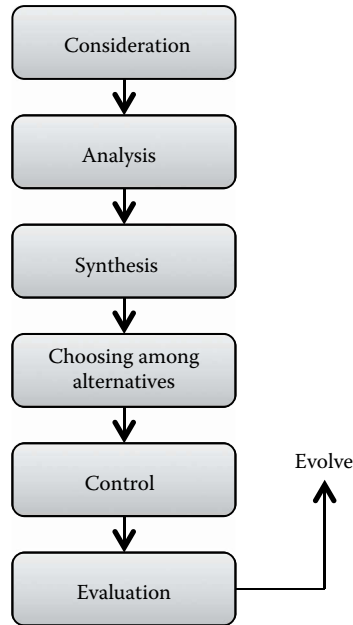 Consideration
Analysis
Synthesis
Choosing among
alternatives
Control
Evolve
Evaluation